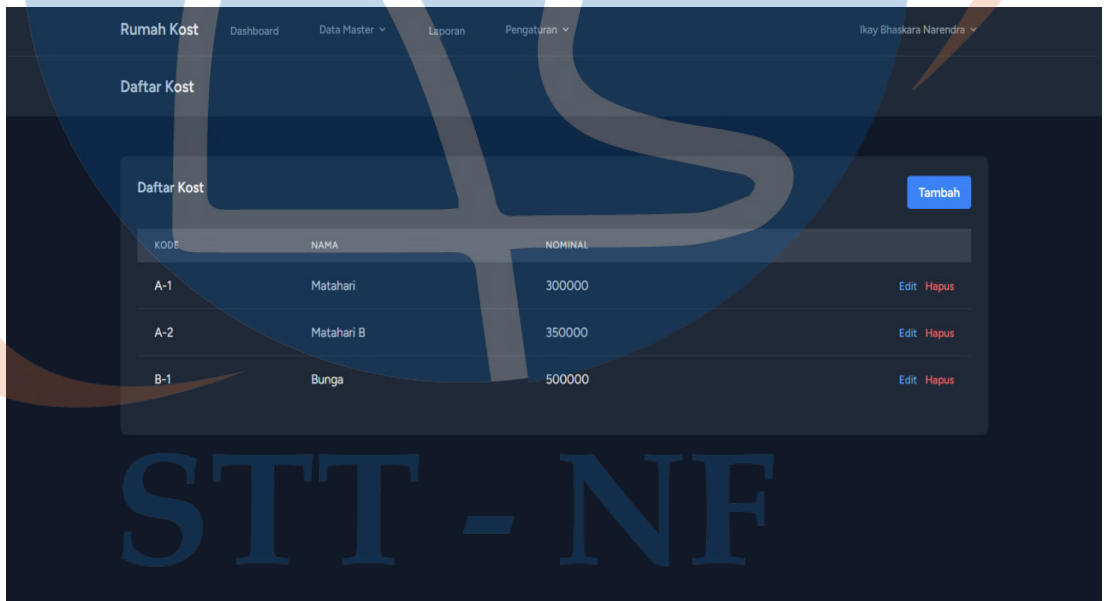 Rumah Kost Dashboard Data Master Laporan Pengaturan Ikay Bhaskara Narendra
Daftar Kost
Daftar Kost Tambah
KODE NAMA NOMINAL
A-1 Matahari 300000 Edit Hapus
A-2 Matahari B 350000 Edit Hapus
B-1 Bunga 500000 Edit Hapus
STT - NF